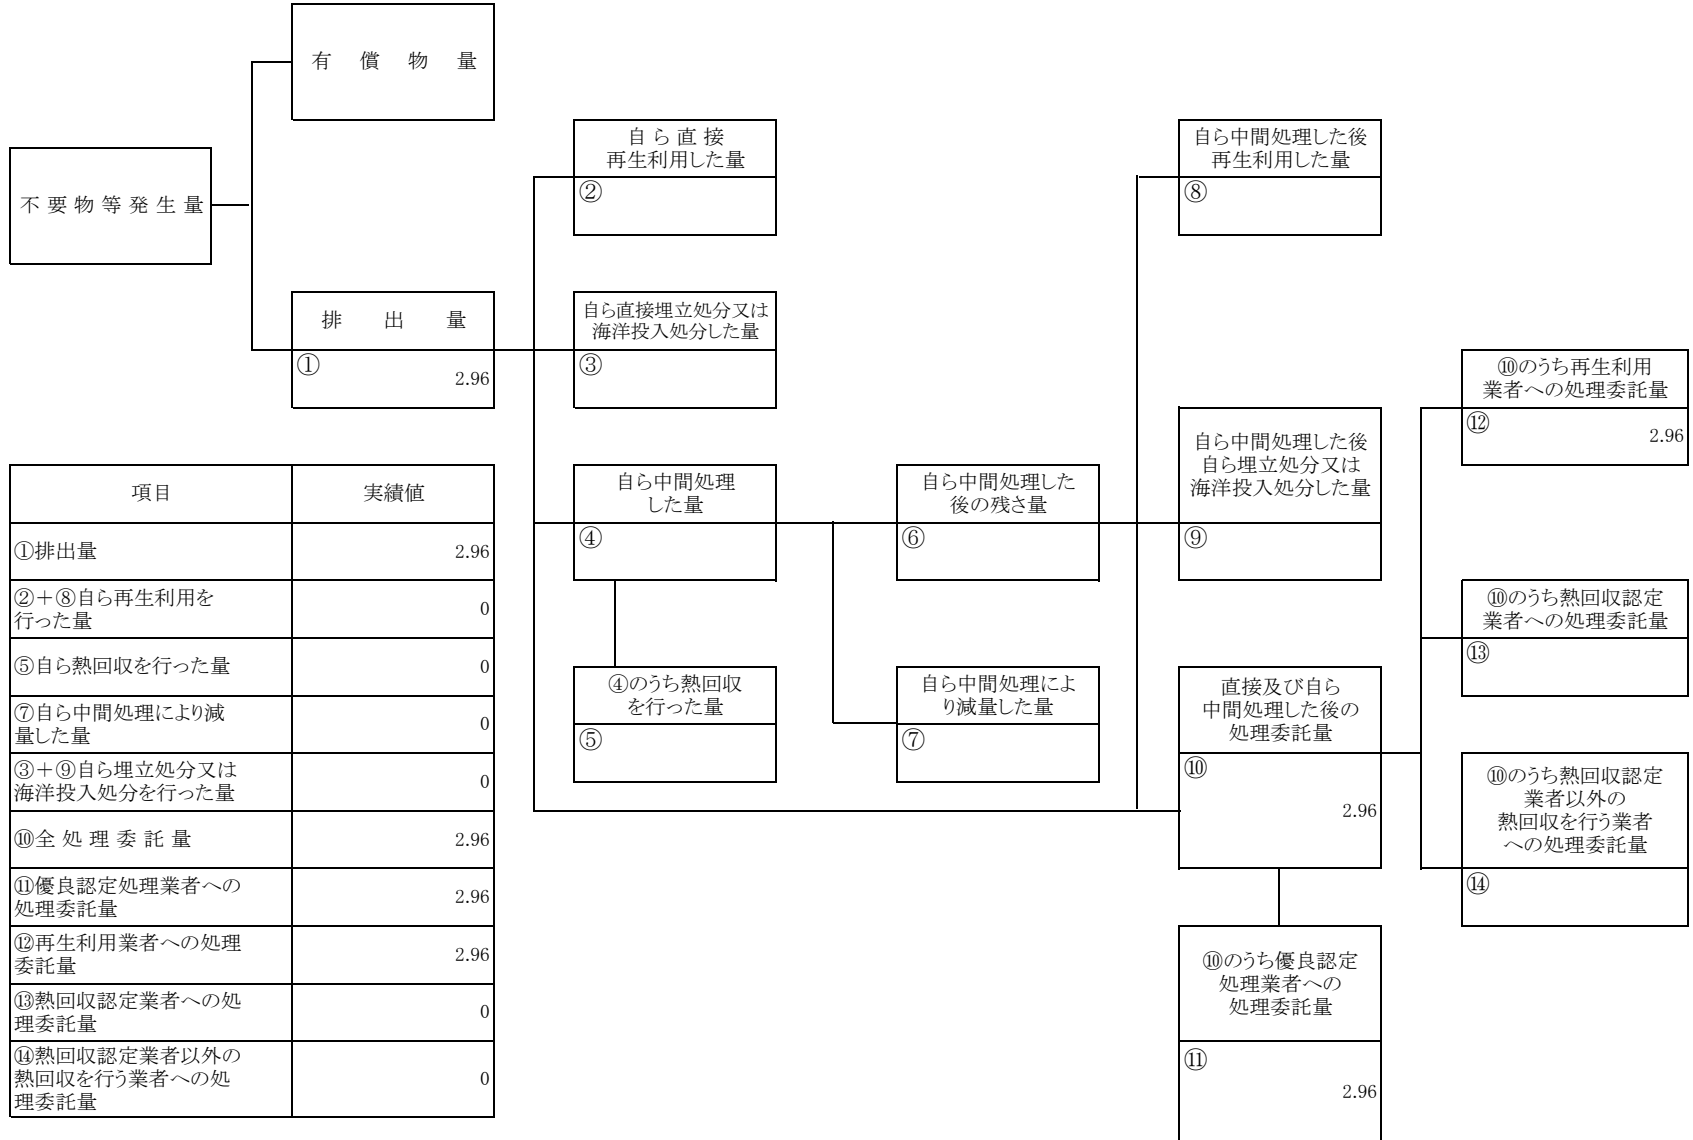 有 償 物 量
不 要 物 等 発 生 量
排 出 量
①
2.96
自 ら 直 接
再生利用した量
②
自ら直接埋立処分又は
海洋投入処分した量
③
自ら中間処理
した量
④
④のうち熱回収
を行った量
⑤
自ら中間処理した
後の残さ量
⑥
自ら中間処理によ
り減量した量
⑦
自ら中間処理した後
再生利用した量
⑧
自ら中間処理した後
自ら埋立処分又は
海洋投入処分した量
⑨
直接及び自ら
中間処理した後の
処理委託量
⑩
2.96
⑩のうち優良認定
処理業者への
処理委託量
⑪
2.96
⑩のうち再生利用
業者への処理委託量
⑫
2.96
⑩のうち熱回収認定
業者への処理委託量
⑬
⑩のうち熱回収認定
業者以外の
熱回収を行う業者
への処理委託量
⑭
項目 実績値
①排出量 2.96
②＋⑧自ら再生利用を
行った量 0
⑤自ら熱回収を行った量 0
⑦自ら中間処理により減
量した量 0
③＋⑨自ら埋立処分又は
海洋投入処分を行った量 0
⑩全 処 理 委 託 量 2.96
⑪優良認定処理業者への
処理委託量 2.96
⑫再生利用業者への処理
委託量 2.96
⑬熱回収認定業者への処
理委託量 0
⑭熱回収認定業者以外の
熱回収を行う業者への処
理委託量 0